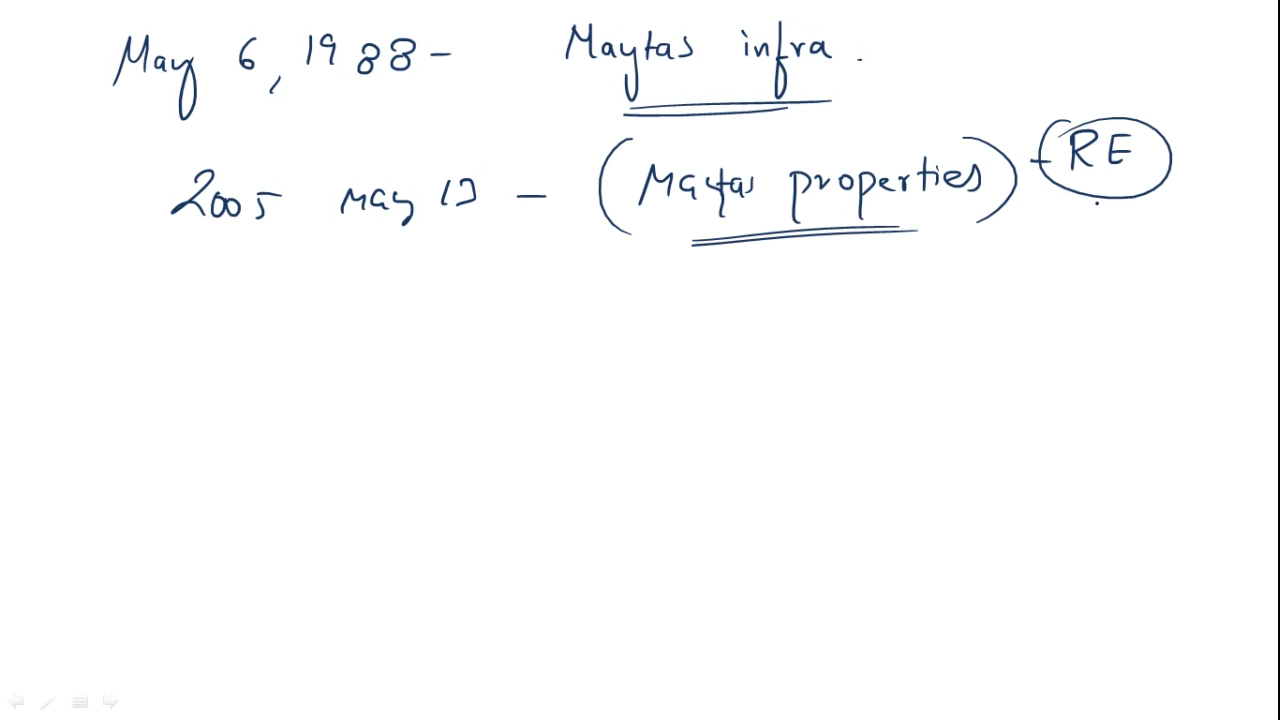 May 6, 1988 - Maytas infra.
2005 May 13 - (Maytas properties) RE